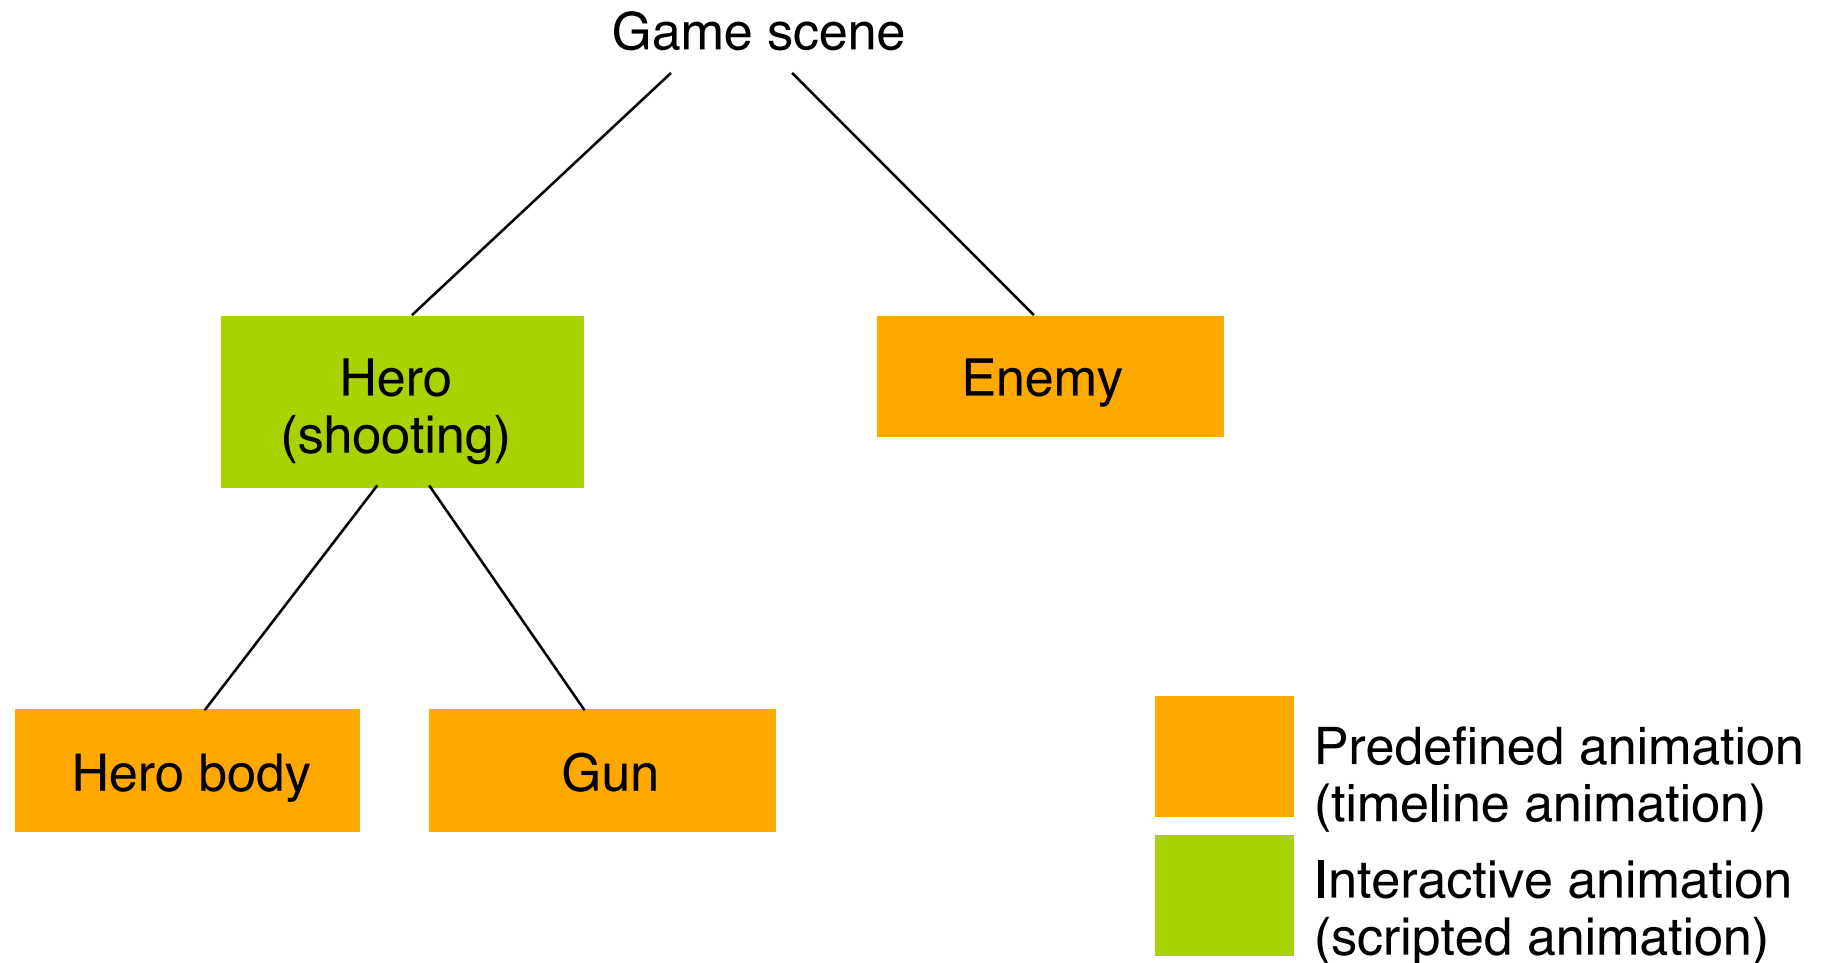 Game scene
Hero
(shooting)
Enemy
Hero body
Gun
Predefined animation
(timeline animation)
Interactive animation
(scripted animation)